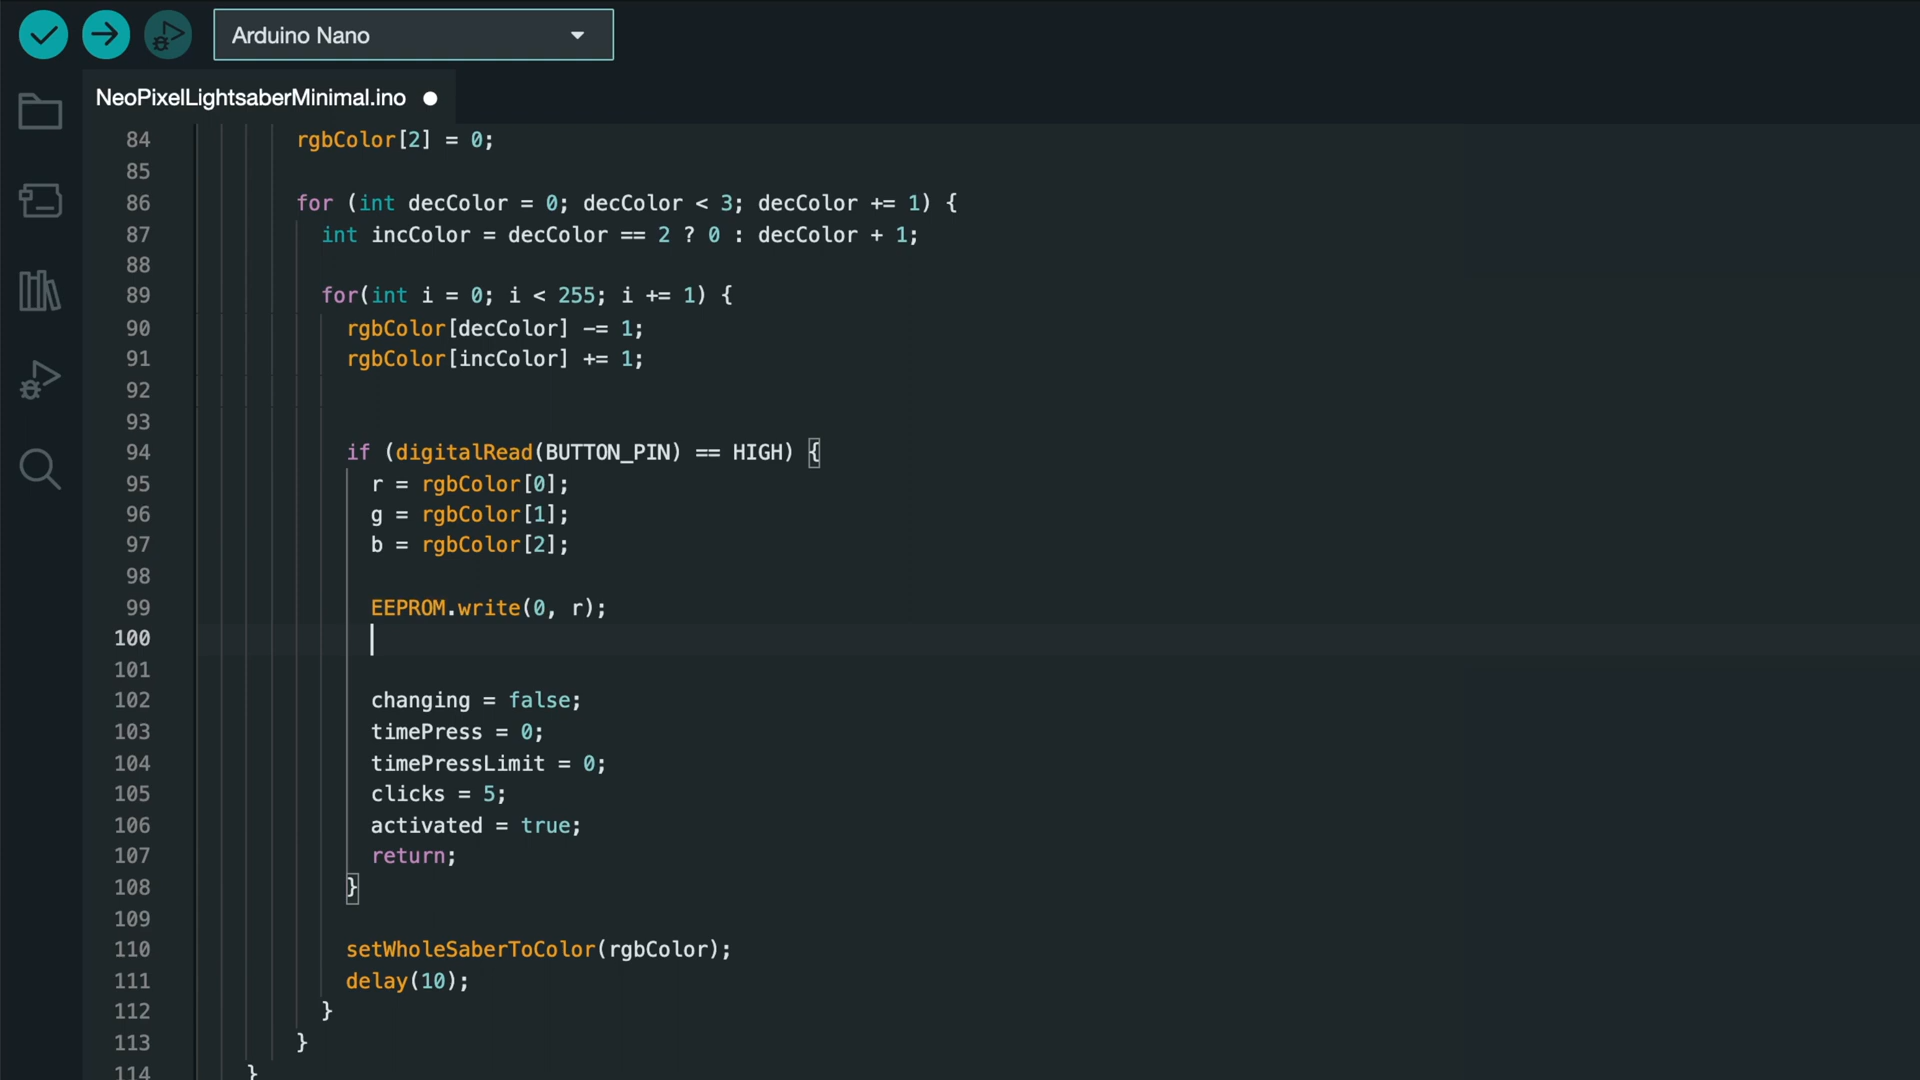 Arduino Nano
NeoPixelLightsaberMinimal.ino
84 rgbColor[2] = 0;
85
86 for (int decColor = 0; decColor < 3; decColor += 1) {
87 int incColor = decColor == 2 ? 0 : decColor + 1;
88
89 for(int i = 0; i < 255; i += 1) {
90 rgbColor[decColor] -= 1;
91 rgbColor[incColor] += 1;
92
93
94 if (digitalRead(BUTTON_PIN) == HIGH) {
95 r = rgbColor[0];
96 g = rgbColor[1];
97 b = rgbColor[2];
98
99 EEPROM.write(0, r);
100
101
102 changing = false;
103 timePress = 0;
104 timePressLimit = 0;
105 clicks = 5;
106 activated = true;
107 return;
108 }
109
110 setWholeSaberToColor(rgbColor);
111 delay(10);
112 }
113 }
114 }